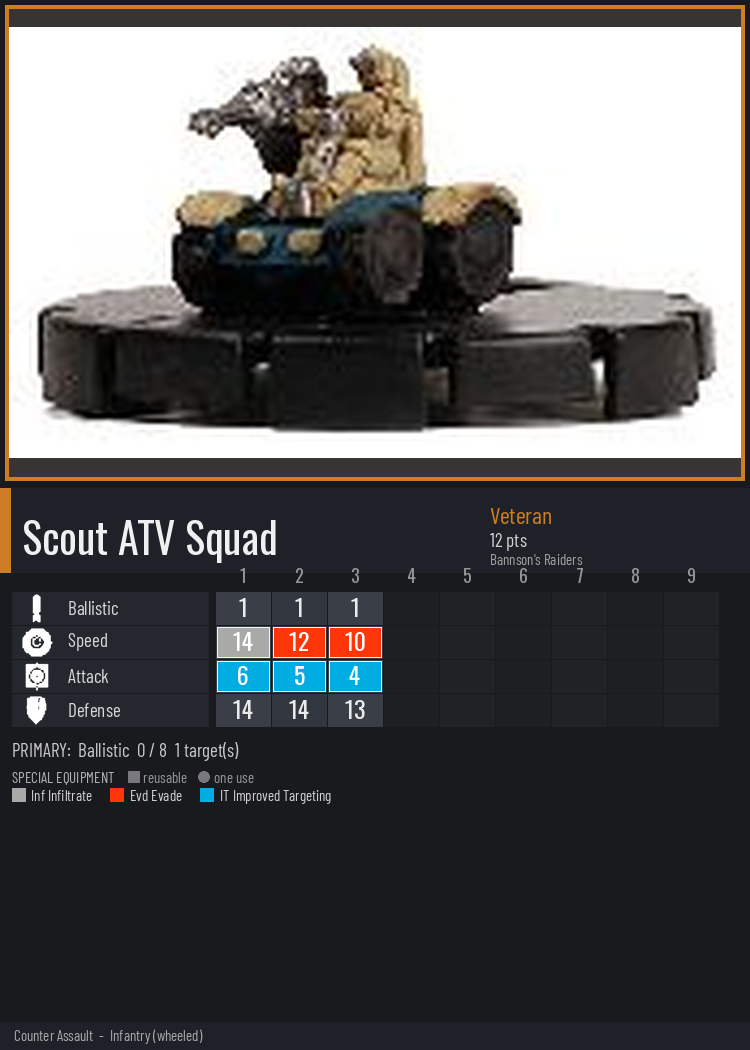 Scout ATV Squad
Veteran
12 pts
Bannson's Raiders
1 2 3 4 5 6 7 8 9
Ballistic 1 1 1
Speed 14 12 10
Attack 6 5 4
Defense 14 14 13
PRIMARY: Ballistic 0 / 8 1 target(s)
SPECIAL EQUIPMENT reusable one use
Inf Infiltrate Evd Evade IT Improved Targeting
Counter Assault - Infantry (wheeled)